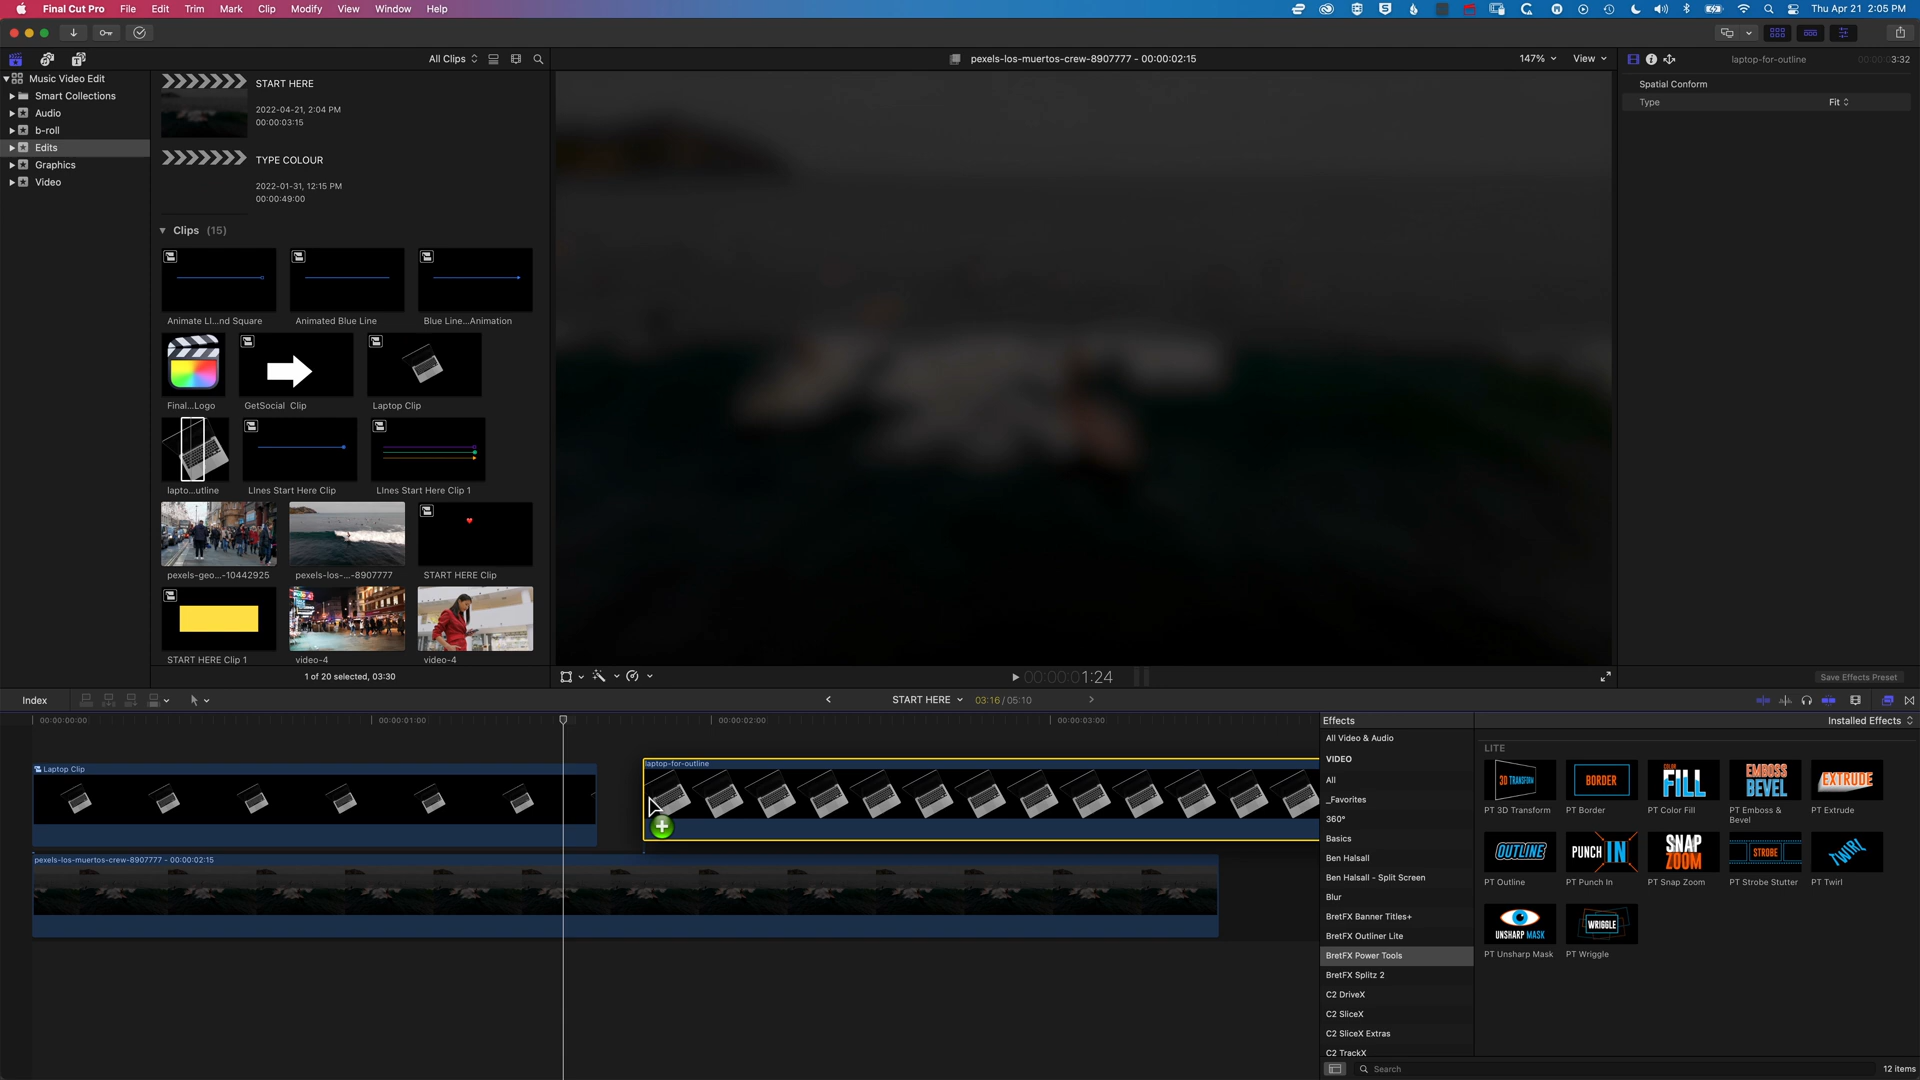 Final Cut Pro File Edit Trim Mark Clip Modify View Window Help
Thu Apr 21 2:05 PM
All Clips
pexels-los-muertos-crew-8907777 - 00:00:02:15
147%
View
laptop-for-outline
3:32
Music Video Edit
Smart Collections
Audio
b-roll
Edits
Graphics
Video
START HERE
2022-04-21, 2:04 PM
00:00:03:15
TYPE COLOUR
2022-01-31, 12:15 PM
00:00:49:00
Clips (15)
Animate LI...nd Square
Animated Blue Line
Blue Line...Animation
Final...Logo
GetSocial Clip
Laptop Clip
lapto...utline
LInes Start Here Clip
LInes Start Here Clip 1
pexels-geo...-10442925
pexels-los-...-8907777
START HERE Clip
START HERE Clip 1
video-4
video-4
1 of 20 selected, 03:30
Spatial Conform
Type
Fit
00:00:01:24
Save Effects Preset
Index
START HERE
03:16 / 05:10
Installed Effects
00:00:00:00
00:00:01:00
00:00:02:00
00:00:03:00
Laptop Clip
laptop-for-outline
pexels-los-muertos-crew-8907777 - 00:00:02:15
Effects
All Video & Audio
VIDEO
All
_Favorites
360°
Basics
Ben Halsall
Ben Halsall - Split Screen
Blur
BretFX Banner Titles+
BretFX Outliner Lite
BretFX Power Tools
BretFX Splitz 2
C2 DriveX
C2 SliceX
C2 SliceX Extras
C2 TrackX
LITE
3D TRANSFORM
BORDER
COLOR FILL
EMBOSS BEVEL
EXTRUDE
PT 3D Transform
PT Border
PT Color Fill
PT Emboss & Bevel
PT Extrude
OUTLINE
PUNCH IN
SNAP ZOOM
STROBE
TWIRL
PT Outline
PT Punch In
PT Snap Zoom
PT Strobe Stutter
PT Twirl
UNSHARP MASK
WRIGGLE
PT Unsharp Mask
PT Wriggle
Search
12 items